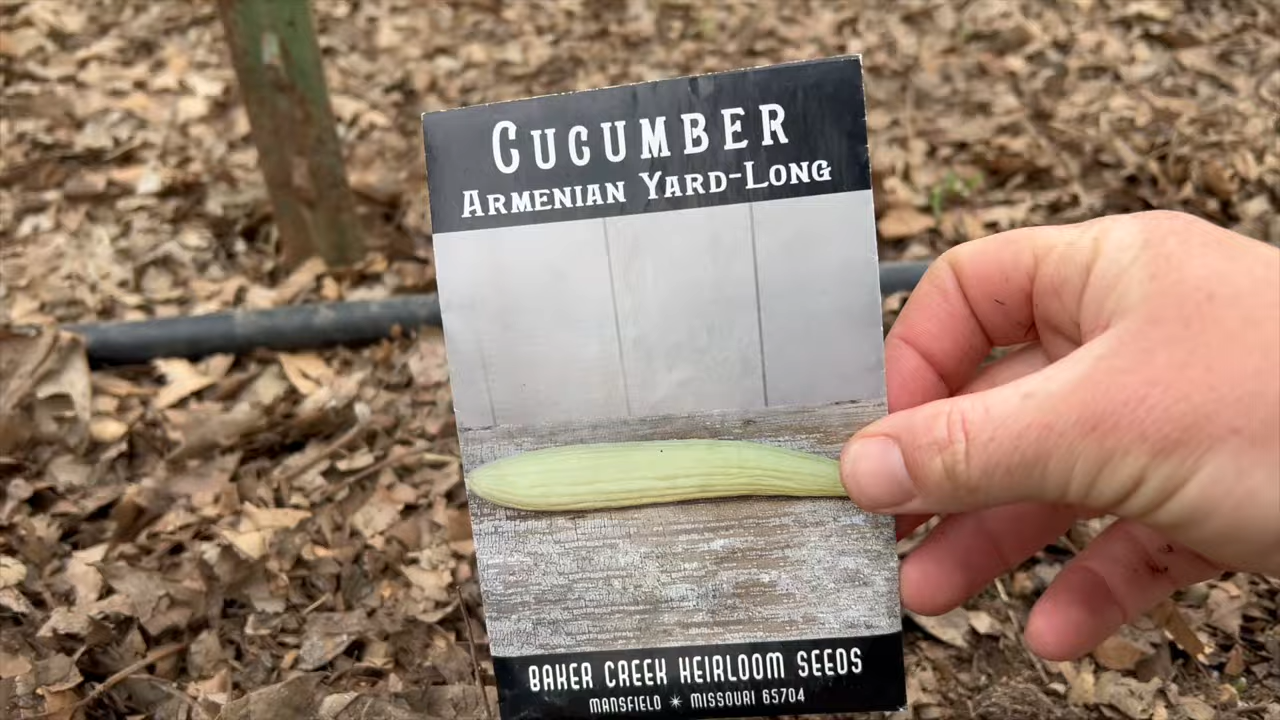 CUCUMBER
ARMENIAN YARD-LONG
BAKER CREEK HEIRLOOM SEEDS
MANSFIELD ✴ MISSOURI 65704